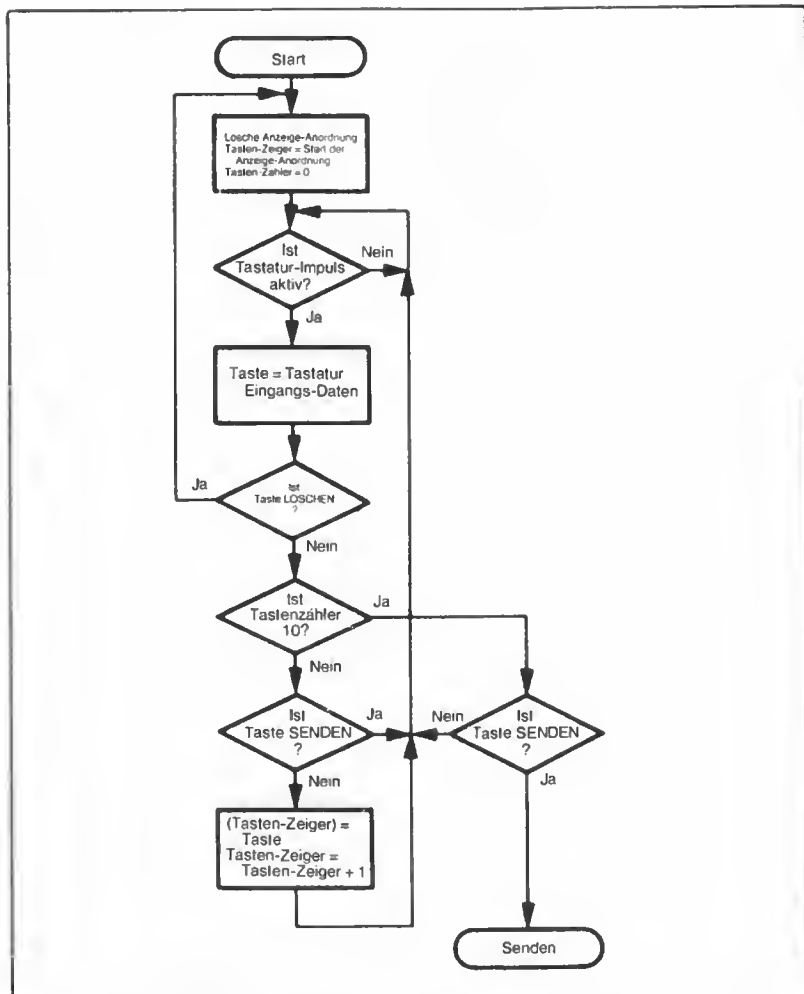 Start
Losche Anzeige-Anordnung
Tasten-Zeiger = Start der
Anzeige-Anordnung
Tasten-Zahler = 0
Ist
Tastatur-Impuls
aktiv?
Nein
Ja
Taste = Tastatur
Eingangs-Daten
Ist
Taste LOSCHEN
?
Ja
Nein
Ist
Tastenzähler
10?
Ja
Nein
Ist
Taste SENDEN
?
Ja
Nein
Nein
Ist
Taste SENDEN
?
Ja
(Tasten-Zeiger) =
Taste
Tasten-Zeiger =
Tasten-Zeiger + 1
Senden